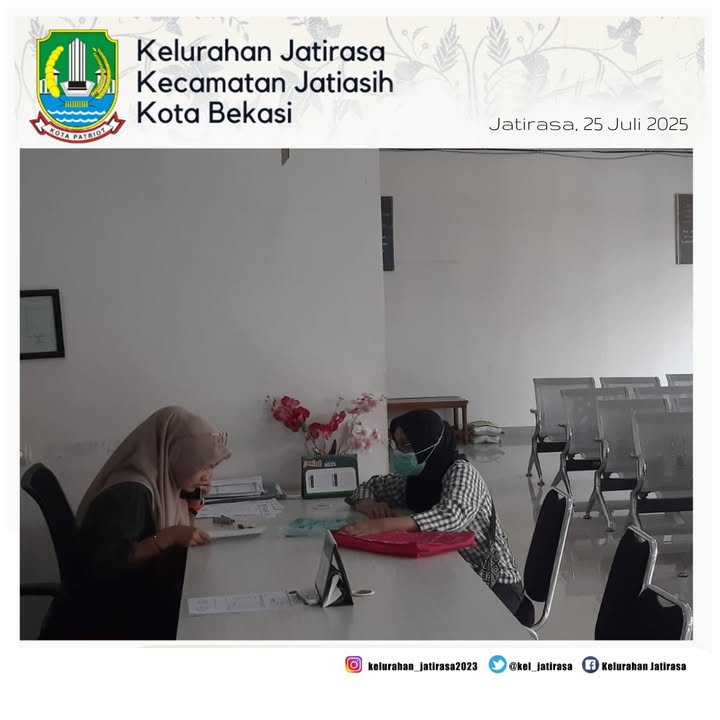 Kelurahan Jatirasa
Kecamatan Jatiasih
Kota Bekasi
KOTA PATRIOT
Jatirasa, 25 Juli 2025
kelurahan_jatirasa2023
@kel_jatirasa
Kelurahan Jatirasa